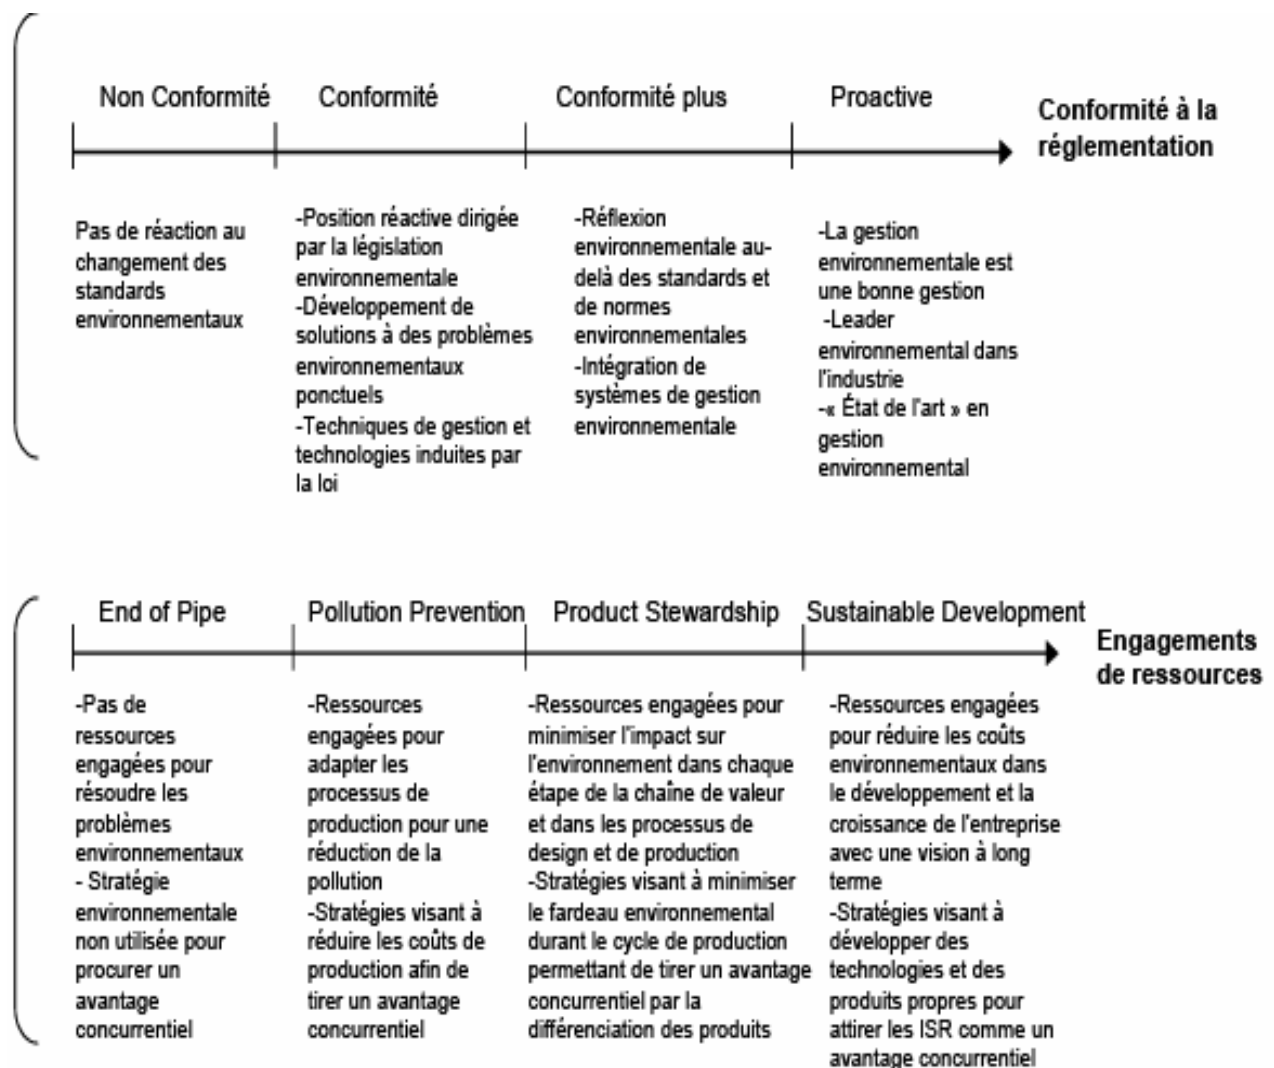 Non Conformité
Conformité
Conformité plus
Proactive
Conformité à la
réglementation
Pas de réaction au
changement des
standards
environnementaux
-Position réactive dirigée
par la législation
environnementale
-Développement de
solutions à des problèmes
environnementaux
ponctuels
-Techniques de gestion et
technologies induites par
la loi
-Réflexion
environnementale au-
delà des standards et
de normes
environnementales
-Intégration de
systèmes de gestion
environnementale
-La gestion
environnementale est
une bonne gestion
-Leader
environnemental dans
l'industrie
-« État de l'art » en
gestion
environnemental
End of Pipe
Pollution Prevention
Product Stewardship
Sustainable Development
Engagements
de ressources
-Pas de
ressources
engagées pour
résoudre les
problèmes
environnementaux
- Stratégie
environnementale
non utilisée pour
procurer un
avantage
concurrentiel
-Ressources
engagées pour
adapter les
processus de
production pour une
réduction de la
pollution
-Stratégies visant à
réduire les coûts de
production afin de
tirer un avantage
concurrentiel
-Ressources engagées pour
minimiser l'impact sur
l'environnement dans chaque
étape de la chaîne de valeur
et dans les processus de
design et de production
-Stratégies visant à minimiser
le fardeau environnemental
durant le cycle de production
permettant de tirer un avantage
concurrentiel par la
différenciation des produits
-Ressources engagées
pour réduire les coûts
environnementaux dans
le développement et la
croissance de l'entreprise
avec une vision à long
terme
-Stratégies visant à
développer des
technologies et des
produits propres pour
attirer les ISR comme un
avantage concurrentiel